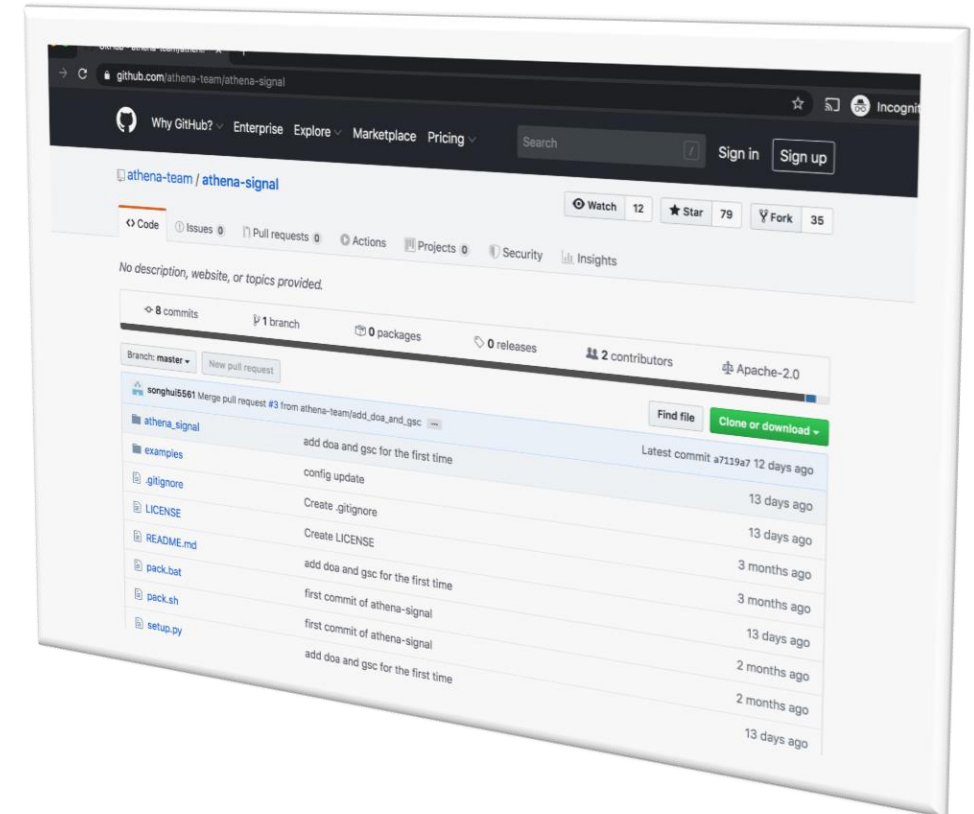 github.com/athena-team/athena-signal
Incognit
Why GitHub? Enterprise Explore Marketplace Pricing Search / Sign in Sign up
athena-team / athena-signal
Watch 12 Star 79 Fork 35
Code Issues 0 Pull requests 0 Actions Projects 0 Security Insights
No description, website, or topics provided.
8 commits 1 branch 0 packages 0 releases 2 contributors Apache-2.0
Branch: master New pull request Find file Clone or download
songhui5561 Merge pull request #3 from athena-team/add_doa_and_gsc ... Latest commit a7119a7 12 days ago
athena_signal add doa and gsc for the first time 13 days ago
examples config update 13 days ago
.gitignore Create .gitignore 3 months ago
LICENSE Create LICENSE 3 months ago
README.md add doa and gsc for the first time 13 days ago
pack.bat first commit of athena-signal 2 months ago
pack.sh first commit of athena-signal 2 months ago
setup.py add doa and gsc for the first time 13 days ago